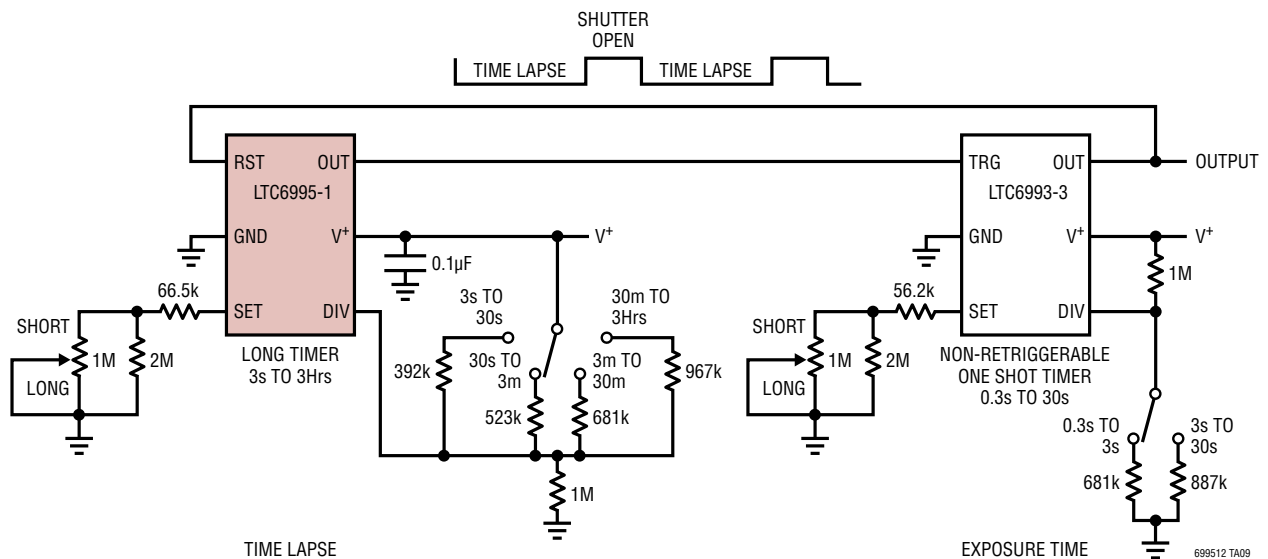 SHUTTER
OPEN
TIME LAPSE
TIME LAPSE
RST
OUT
LTC6995-1
GND
V+
SET
DIV
LONG TIMER
3s TO 3Hrs
TRG
OUT
OUTPUT
LTC6993-3
GND
V+
SET
DIV
NON-RETRIGGERABLE
ONE SHOT TIMER
0.3s TO 30s
V+
0.1µF
66.5k
SHORT
1M
2M
LONG
3s TO
30s
30m TO
3Hrs
392k
30s TO
3m
3m TO
30m
967k
523k
681k
1M
V+
1M
56.2k
SHORT
1M
2M
LONG
0.3s TO
3s
3s TO
30s
681k
887k
TIME LAPSE
EXPOSURE TIME
699512 TA09